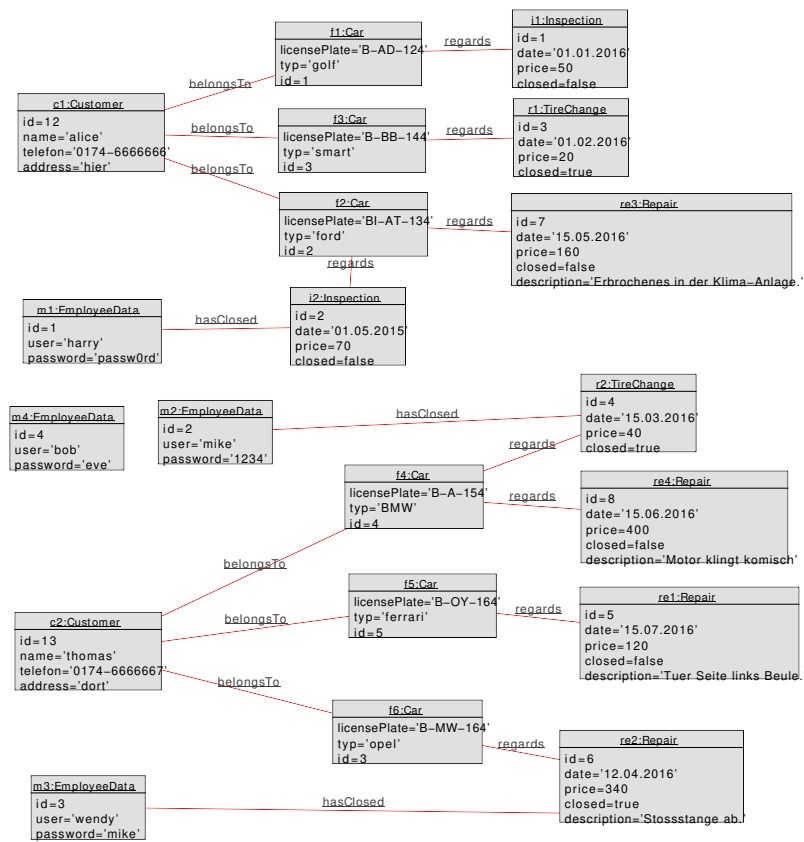 f1:Car
licensePlate='B-AD-124'
typ='golf'
id=1
regards
i1:Inspection
id=1
date='01.01.2016'
price=50
closed=false
belongsTo
c1:Customer
id=12
name='alice'
telefon='0174-6666666'
address='hier'
belongsTo
f3:Car
licensePlate='B-BB-144'
typ='smart'
id=3
regards
r1:TireChange
id=3
date='01.02.2016'
price=20
closed=true
belongsTo
f2:Car
licensePlate='BI-AT-134'
typ='ford'
id=2
regards
re3:Repair
id=7
date='15.05.2016'
price=160
closed=false
description='Erbrochenes in der Klima-Anlage.'
regards
m1:EmployeeData
id=1
user='harry'
password='passw0rd'
hasClosed
i2:Inspection
id=2
date='01.05.2015'
price=70
closed=false
m4:EmployeeData
id=4
user='bob'
password='eve'
m2:EmployeeData
id=2
user='mike'
password='1234'
hasClosed
r2:TireChange
id=4
date='15.03.2016'
price=40
closed=true
regards
f4:Car
licensePlate='B-A-154'
typ='BMW'
id=4
regards
re4:Repair
id=8
date='15.06.2016'
price=400
closed=false
description='Motor klingt komisch'
belongsTo
c2:Customer
id=13
name='thomas'
telefon='0174-6666667'
address='dort'
belongsTo
f5:Car
licensePlate='B-OY-164'
typ='ferrari'
id=5
regards
re1:Repair
id=5
date='15.07.2016'
price=120
closed=false
description='Tuer Seite links Beule.'
belongsTo
f6:Car
licensePlate='B-MW-164'
typ='opel'
id=3
regards
re2:Repair
id=6
date='12.04.2016'
price=340
closed=true
description='Stossstange ab.'
m3:EmployeeData
id=3
user='wendy'
password='mike'
hasClosed